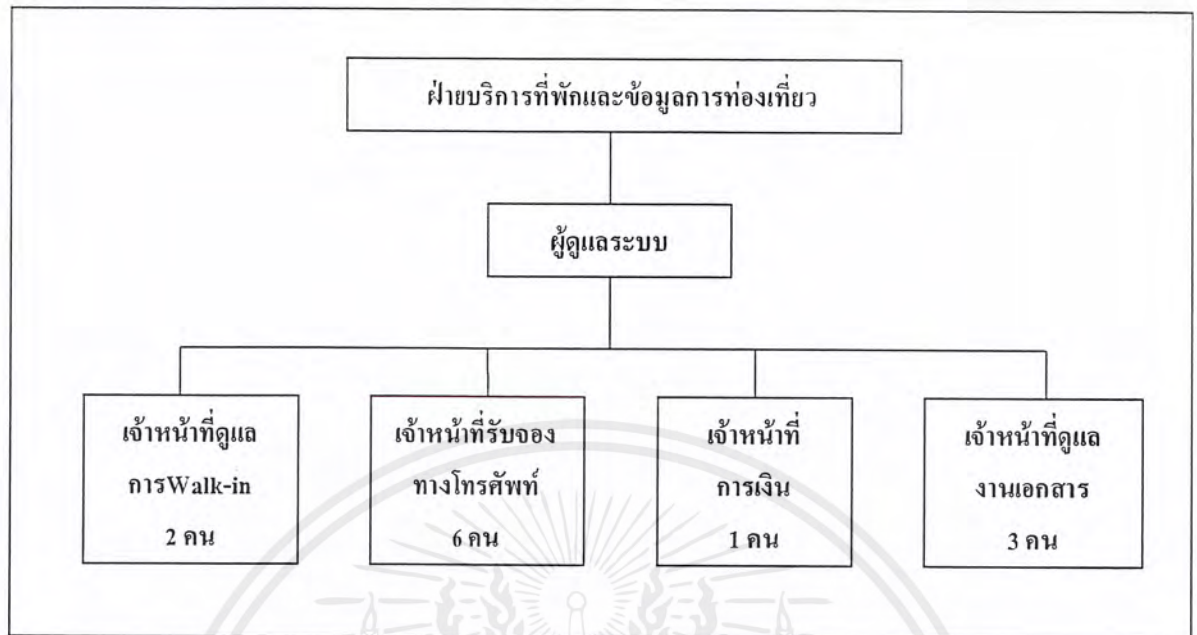 ฝ่ายบริการที่พักและข้อมูลการท่องเที่ยว
ผู้ดูแลระบบ
เจ้าหน้าที่ดูแล
การWalk-in
2 คน
เจ้าหน้าที่รับจอง
ทางโทรศัพท์
6 คน
เจ้าหน้าที่
การเงิน
1 คน
เจ้าหน้าที่ดูแล
งานเอกสาร
3 คน